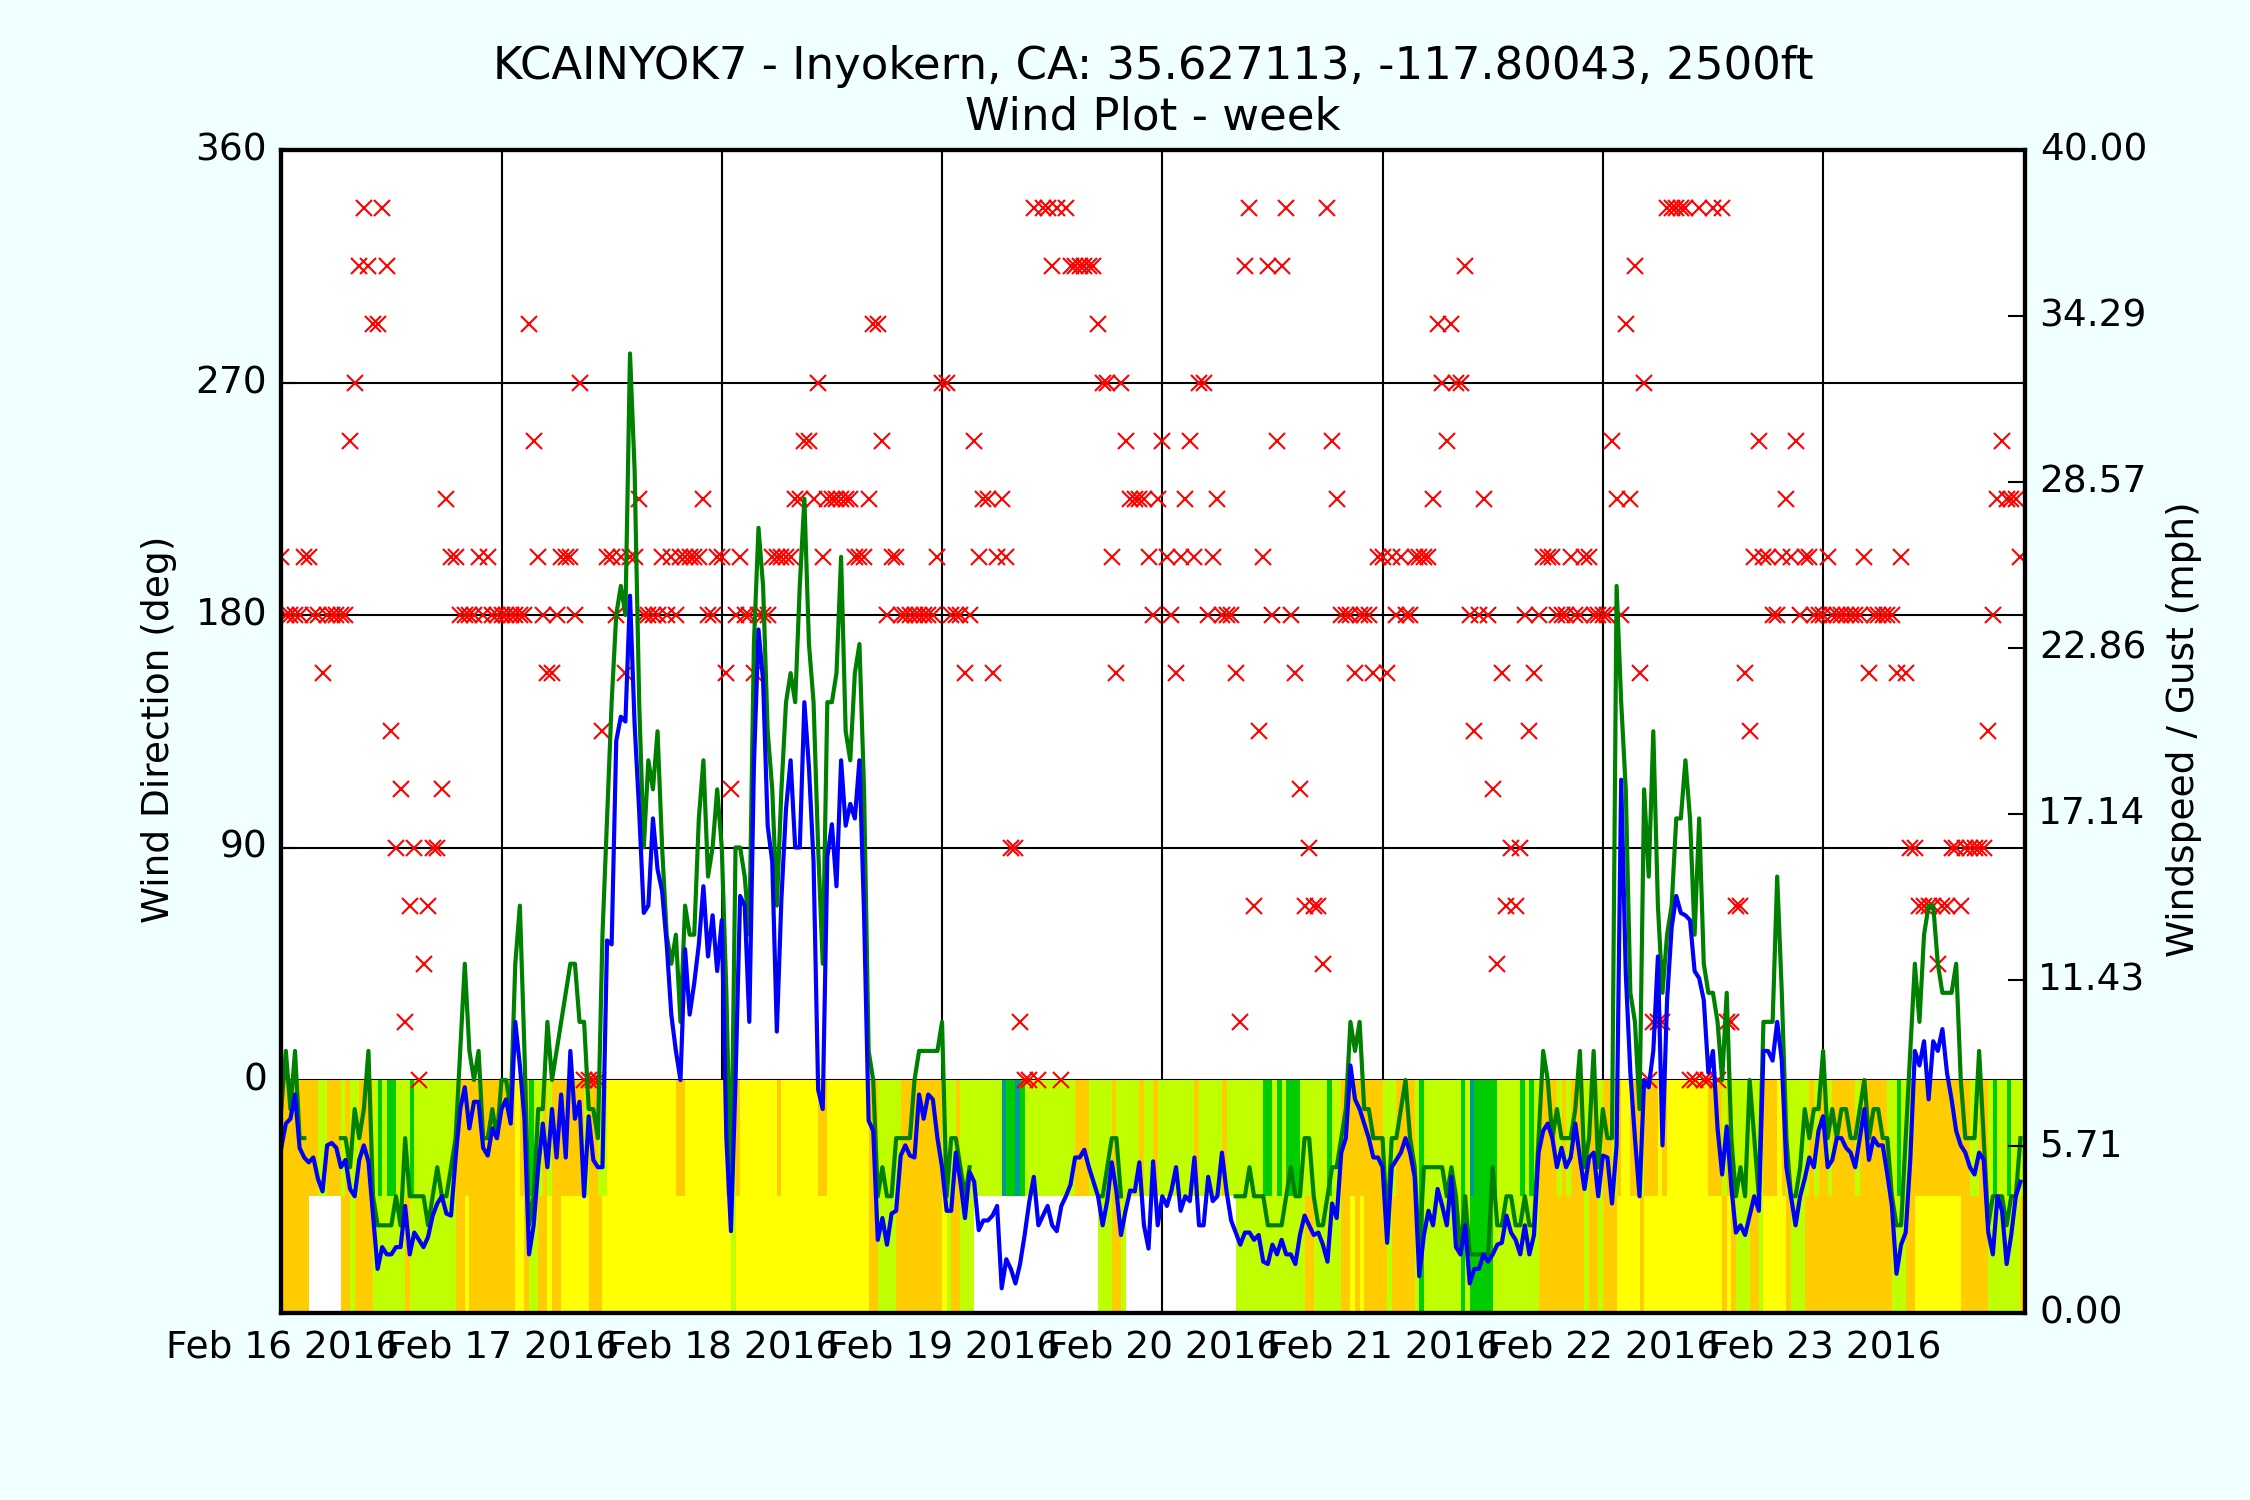 KCAINYOK7 - Inyokern, CA: 35.627113, -117.80043, 2500ft
Wind Plot - week
360
270
180
90
0
Wind Direction (deg)
40.00
34.29
28.57
22.86
17.14
11.43
5.71
0.00
Windspeed / Gust (mph)
Feb 16 2016 Feb 17 2016 Feb 18 2016 Feb 19 2016 Feb 20 2016 Feb 21 2016 Feb 22 2016 Feb 23 2016